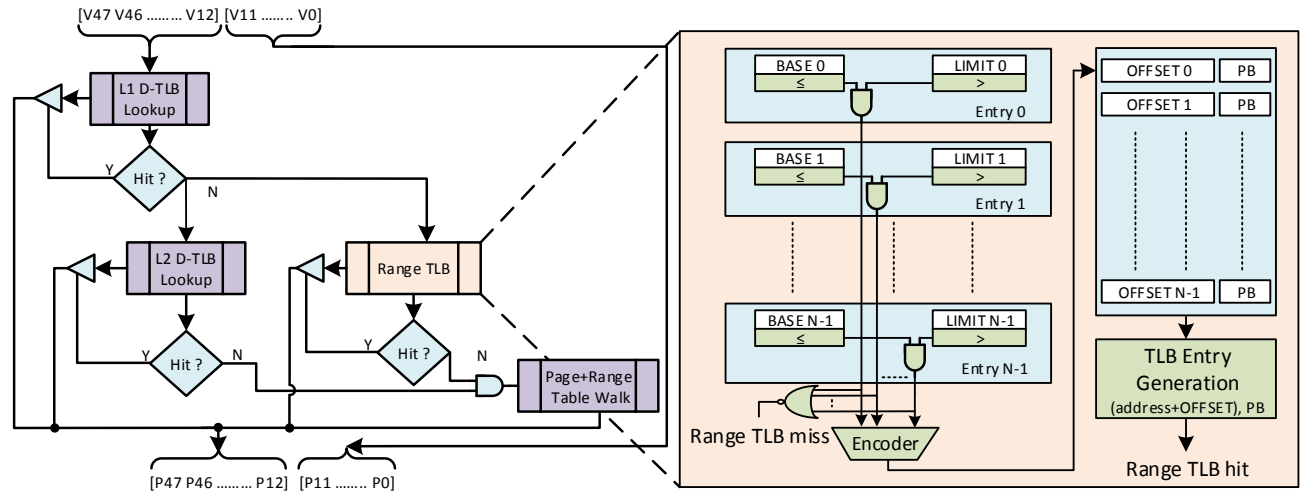 [V47 V46 ......... V12] [V11 ........ V0]
L1 D-TLB
Lookup
Hit ?
Y
N
L2 D-TLB
Lookup
Hit ?
Y
N
Range TLB
Hit ?
Y
N
Page+Range
Table Walk
[P47 P46 ......... P12] [P11 ........ P0]
BASE 0
≤
LIMIT 0
>
Entry 0
BASE 1
≤
LIMIT 1
>
Entry 1
BASE N-1
≤
LIMIT N-1
>
Entry N-1
Range TLB miss
Encoder
OFFSET 0 PB
OFFSET 1 PB
OFFSET N-1 PB
TLB Entry
Generation
(address+OFFSET), PB
Range TLB hit